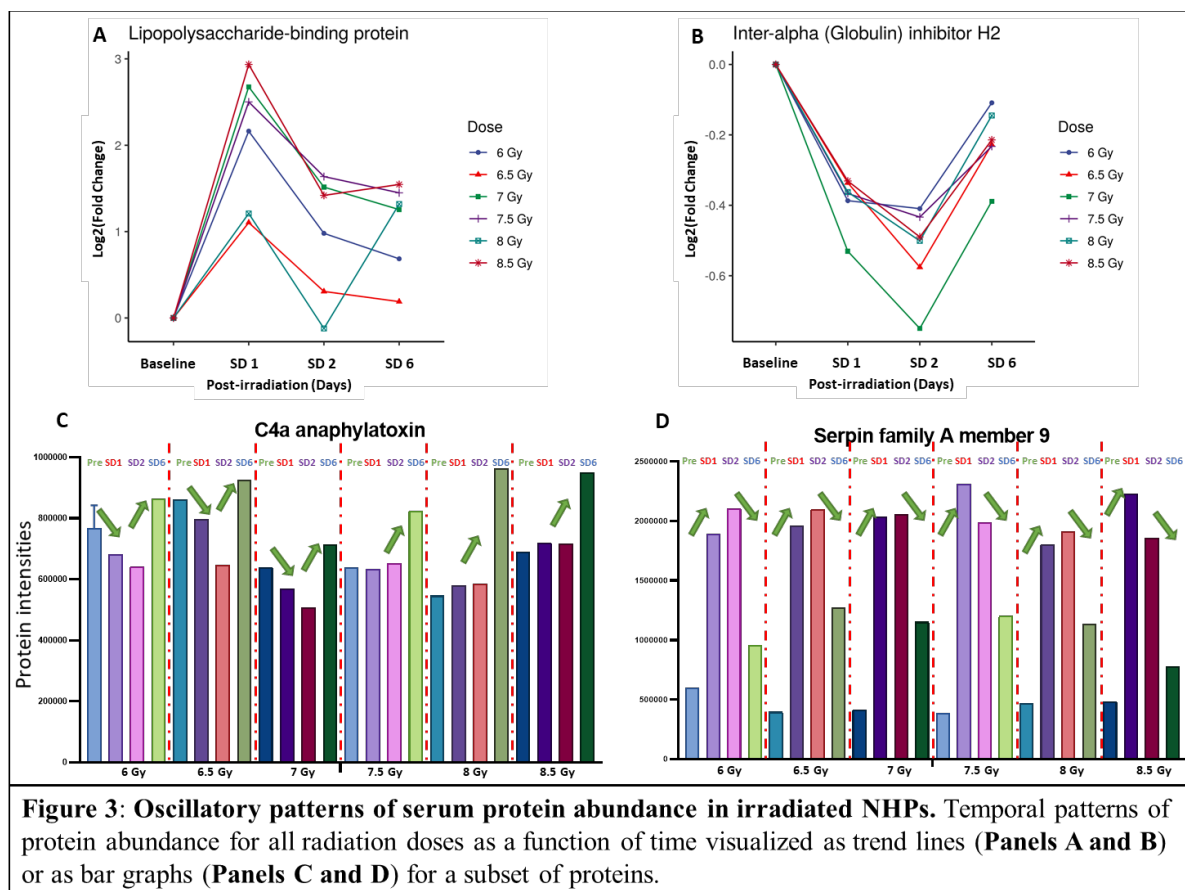 A Lipopolysaccharide-binding protein
Log2(Fold Change)
3
2
1
0
Baseline SD 1 SD 2 SD 6
Post-irradiation (Days)
Dose
6 Gy
6.5 Gy
7 Gy
7.5 Gy
8 Gy
8.5 Gy
B Inter-alpha (Globulin) inhibitor H2
Log2(Fold Change)
0.0
-0.2
-0.4
-0.6
Baseline SD 1 SD 2 SD 6
Post-irradiation (Days)
Dose
6 Gy
6.5 Gy
7 Gy
7.5 Gy
8 Gy
8.5 Gy
C C4a anaphylatoxin
Pre SD1 SD2 SD6 Pre SD1 SD2 SD6 Pre SD1 SD2 SD6 Pre SD1 SD2 SD6 Pre SD1 SD2 SD6 Pre SD1 SD2 SD6
Protein intensities
1000000
800000
600000
400000
200000
0
6 Gy 6.5 Gy 7 Gy 7.5 Gy 8 Gy 8.5 Gy
D Serpin family A member 9
Pre SD1 SD2 SD6 Pre SD1 SD2 SD6 Pre SD1 SD2 SD6 Pre SD1 SD2 SD6 Pre SD1 SD2 SD6 Pre SD1 SD2 SD6
2500000
2000000
1500000
1000000
500000
0
6 Gy 6.5 Gy 7 Gy 7.5 Gy 8 Gy 8.5 Gy
Figure 3: Oscillatory patterns of serum protein abundance in irradiated NHPs. Temporal patterns of
protein abundance for all radiation doses as a function of time visualized as trend lines (Panels A and B)
or as bar graphs (Panels C and D) for a subset of proteins.